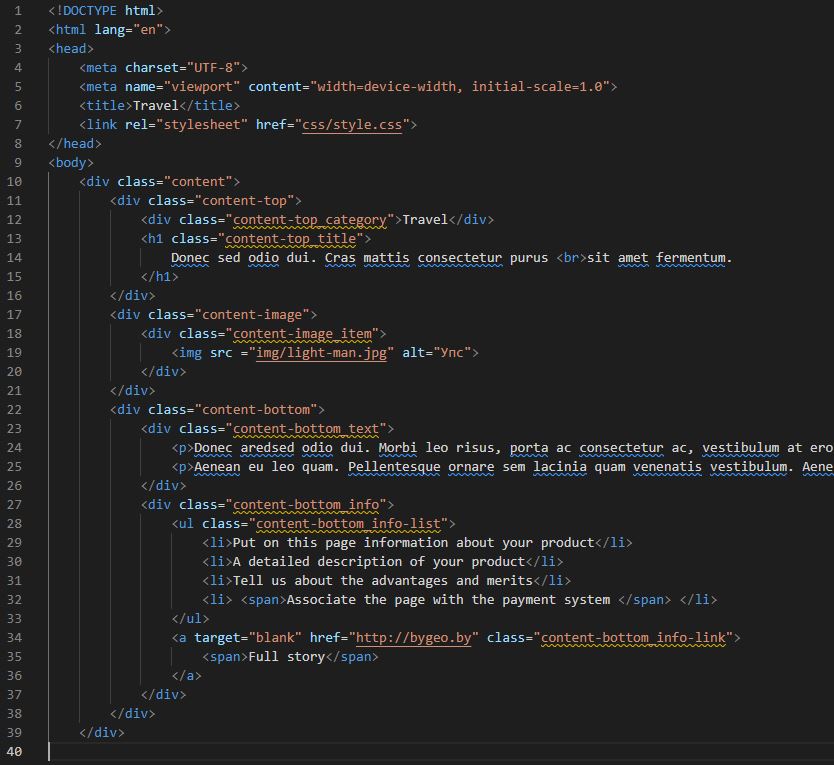 1 <!DOCTYPE html>
2 <html lang="en">
3 <head>
4 <meta charset="UTF-8">
5 <meta name="viewport" content="width=device-width, initial-scale=1.0">
6 <title>Travel</title>
7 <link rel="stylesheet" href="css/style.css">
8 </head>
9 <body>
10 <div class="content">
11 <div class="content-top">
12 <div class="content-top_category">Travel</div>
13 <h1 class="content-top_title">
14 Donec sed odio dui. Cras mattis consectetur purus <br>sit amet fermentum.
15 </h1>
16 </div>
17 <div class="content-image">
18 <div class="content-image_item">
19 <img src ="img/light-man.jpg" alt="Упс">
20 </div>
21 </div>
22 <div class="content-bottom">
23 <div class="content-bottom_text">
24 <p>Donec aredsed odio dui. Morbi leo risus, porta ac consectetur ac, vestibulum at ero
25 <p>Aenean eu leo quam. Pellentesque ornare sem lacinia quam venenatis vestibulum. Aene
26 </div>
27 <div class="content-bottom_info">
28 <ul class="content-bottom_info-list">
29 <li>Put on this page information about your product</li>
30 <li>A detailed description of your product</li>
31 <li>Tell us about the advantages and merits</li>
32 <li> <span>Associate the page with the payment system </span> </li>
33 </ul>
34 <a target="blank" href="http://bygeo.by" class="content-bottom_info-link">
35 <span>Full story</span>
36 </a>
37 </div>
38 </div>
39 </div>
40